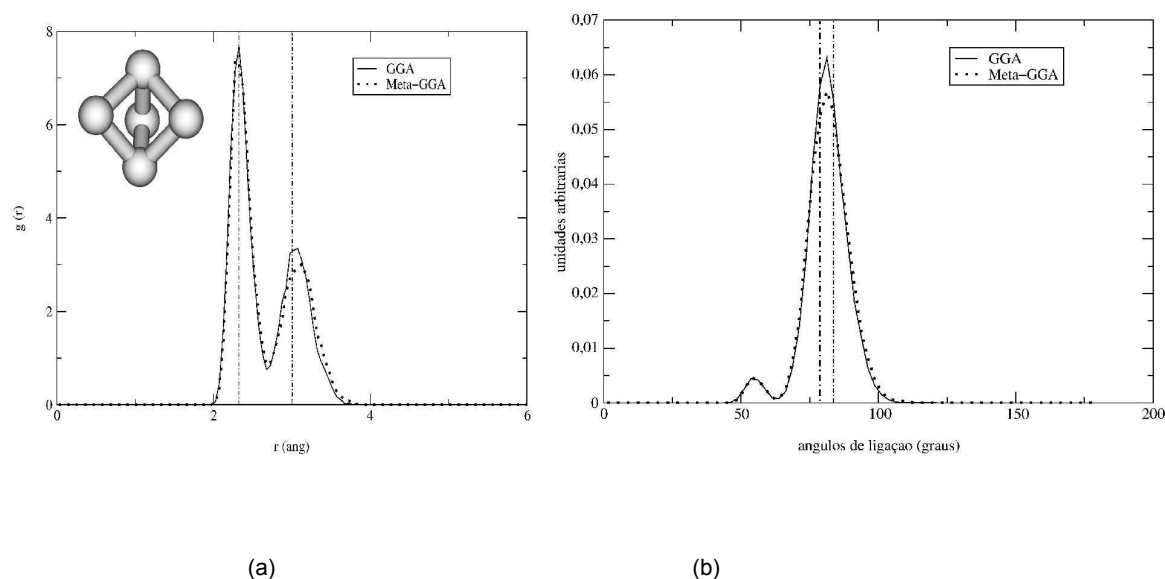 8
6
4
2
0
g (r)
0
2
4
6
r (ang)
GGA
Meta-GGA
0,07
0,06
0,05
0,04
0,03
0,02
0,01
0
unidades arbitrarias
0
50
100
150
200
angulos de ligaçao (graus)
GGA
Meta-GGA
(a)
(b)